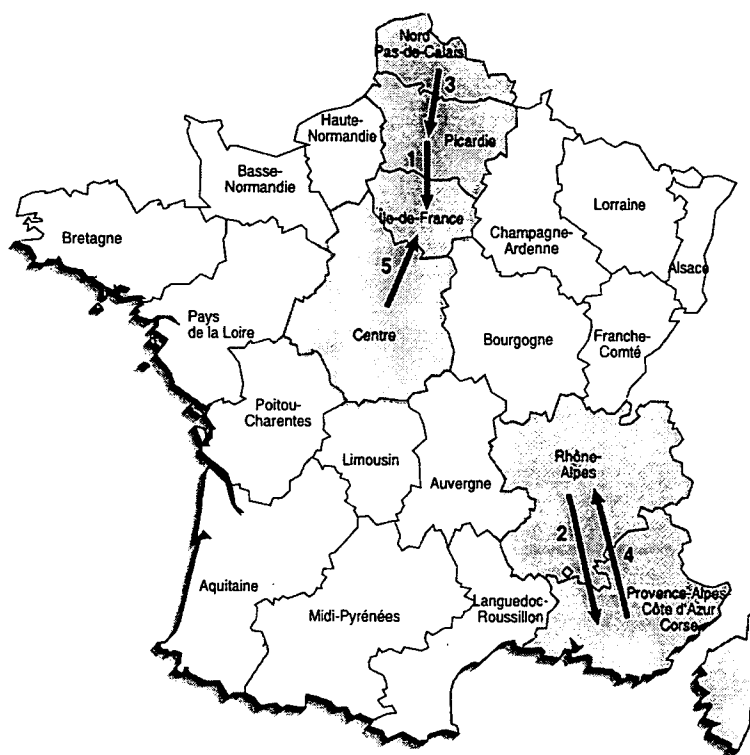 Nord
Pas-de-Calais
3
Haute-
Normandie
Picardie
1
Basse-
Normandie
Île-de-France
Lorraine
Champagne-
Ardenne
Bretagne
Alsace
5
Pays
de la Loire
Centre
Bourgogne
Franche-
Comté
Poitou-
Charentes
Limousin
Rhône-
Alpes
Auvergne
2
4
Aquitaine
Midi-Pyrénées
Languedoc-
Roussillon
Provence-Alpes
Côte d'Azur
Corse